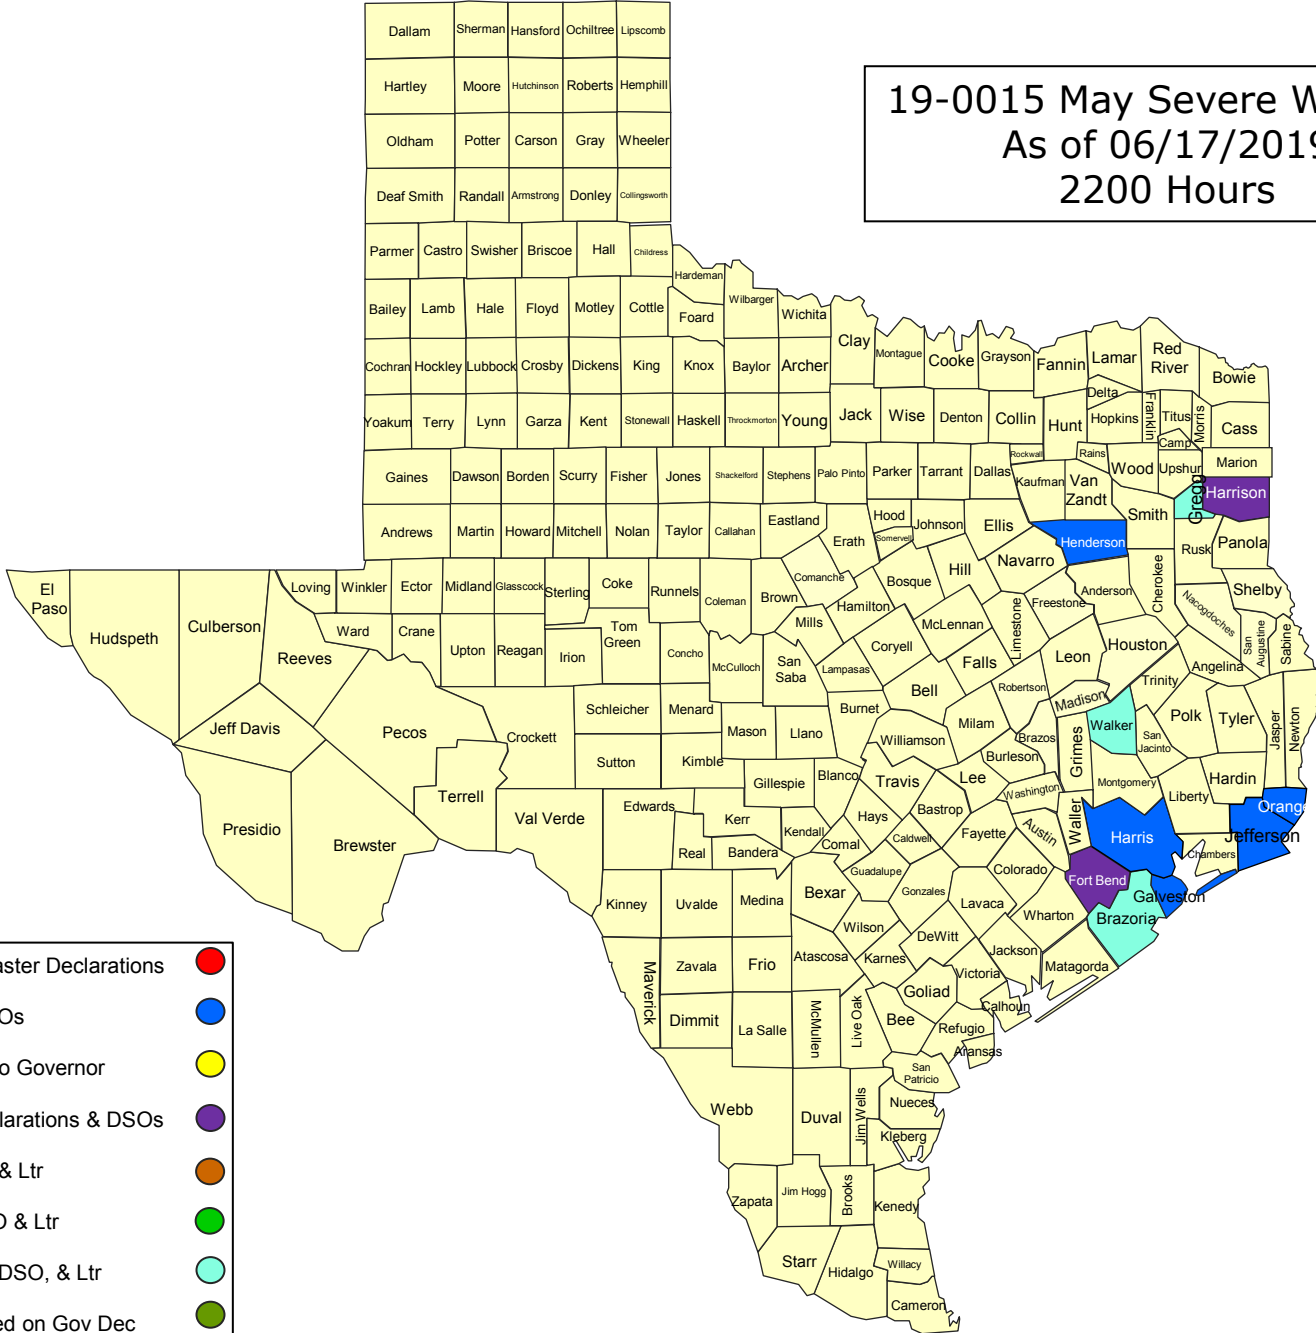 19-0015 May Severe W
As of 06/17/2019
2200 Hours
Dallam Sherman Hansford Ochiltree Lipscomb
Hartley Moore Hutchinson Roberts Hemphill
Oldham Potter Carson Gray Wheeler
Deaf Smith Randall Armstrong Donley Collingsworth
Parmer Castro Swisher Briscoe Hall Childress
Hardeman
Bailey Lamb Hale Floyd Motley Cottle Foard Wilbarger Wichita
Clay Montague Cooke Grayson Fannin Lamar Red
River Bowie
Cochran Hockley Lubbock Crosby Dickens King Knox Baylor Archer
Delta
Yoakum Terry Lynn Garza Kent Stonewall Haskell Throckmorton Young Jack Wise Denton Collin Hunt Hopkins Franklin Titus Morris Cass
Camp
Gaines Dawson Borden Scurry Fisher Jones Shackelford Stephens Palo Pinto Parker Tarrant Dallas Rockwall Kaufman Rains Van
Zandt Wood Upshur Marion
Gregg Harrison
Andrews Martin Howard Mitchell Nolan Taylor Callahan Eastland Erath Hood Somervell Johnson Ellis Henderson Smith Rusk Panola
Navarro
El
Paso Hudspeth Culberson Loving Winkler Ector Midland Glasscock Sterling Coke Runnels Coleman Brown Comanche Hamilton Bosque Hill Freestone Anderson Cherokee Nacogdoches Shelby
Reeves Ward Crane Upton Reagan Irion Tom
Green Concho McCulloch San
Saba Mills Lampasas Coryell McLennan Limestone Falls Leon Houston Angelina San
Augustine Sabine
Jeff Davis Pecos Crockett Schleicher Menard Mason Llano Burnet Bell Milam Robertson Madison Trinity
Walker San
Jacinto Polk Tyler Jasper Newton
Sutton Kimble Gillespie Blanco Williamson Travis Lee Burleson Brazos Grimes Montgomery Liberty Hardin
Presidio Brewster Terrell Val Verde Edwards Kerr Kendall Hays Bastrop Washington Austin Waller Harris Orange
Jefferson
Real Bandera Comal Caldwell Fayette Colorado Fort Bend Chambers
Kinney Uvalde Medina Bexar Guadalupe Gonzales Lavaca Wharton Brazoria Galveston
Wilson DeWitt Jackson Matagorda
Maverick Zavala Frio Atascosa Karnes Victoria
Dimmit La Salle McMullen Live Oak Bee Goliad Refugio Calhoun
Aransas
San
Patricio
Webb Duval Jim Wells Nueces
Kleberg
Zapata Jim Hogg Brooks Kenedy
Starr Hidalgo Willacy
Cameron
aster Declarations
Os
o Governor
larations & DSOs
& Ltr
O & Ltr
DSO, & Ltr
ed on Gov Dec